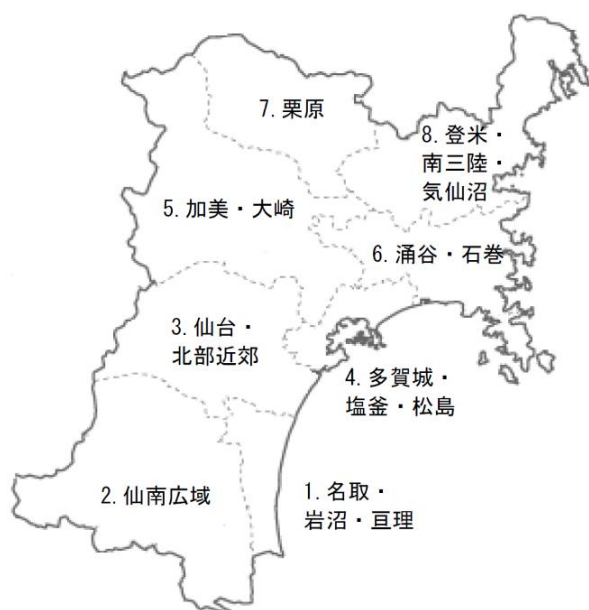 7. 栗原
8. 登米・
南三陸・
気仙沼
5. 加美・大崎
6. 涌谷・石巻
3. 仙台・
北部近郊
4. 多賀城・
塩釜・松島
2. 仙南広域
1. 名取・
岩沼・亘理